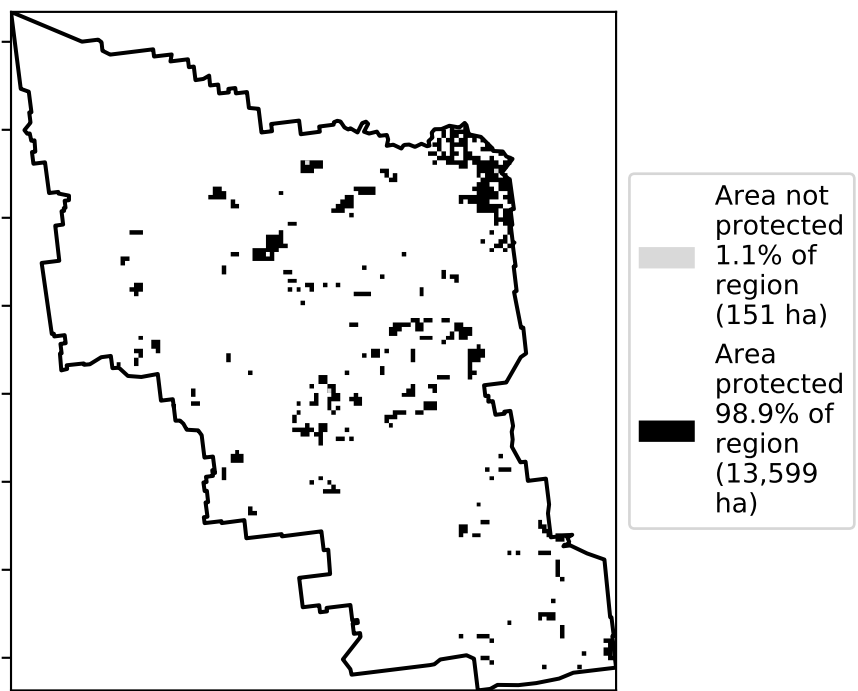 Area not
protected
1.1% of
region
(151 ha)
Area
protected
98.9% of
region
(13,599
ha)